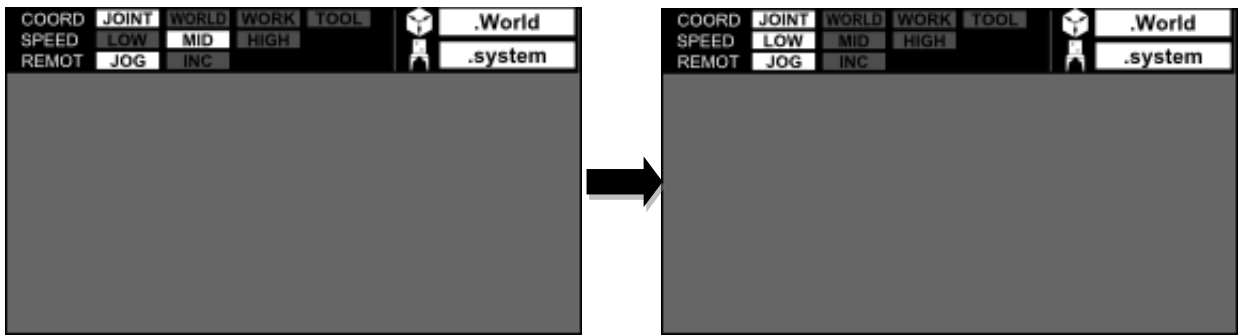 COORD JOINT WORLD WORK TOOL .World
SPEED LOW MID HIGH
REMOT JOG INC .system
COORD JOINT WORLD WORK TOOL .World
SPEED LOW MID HIGH
REMOT JOG INC .system